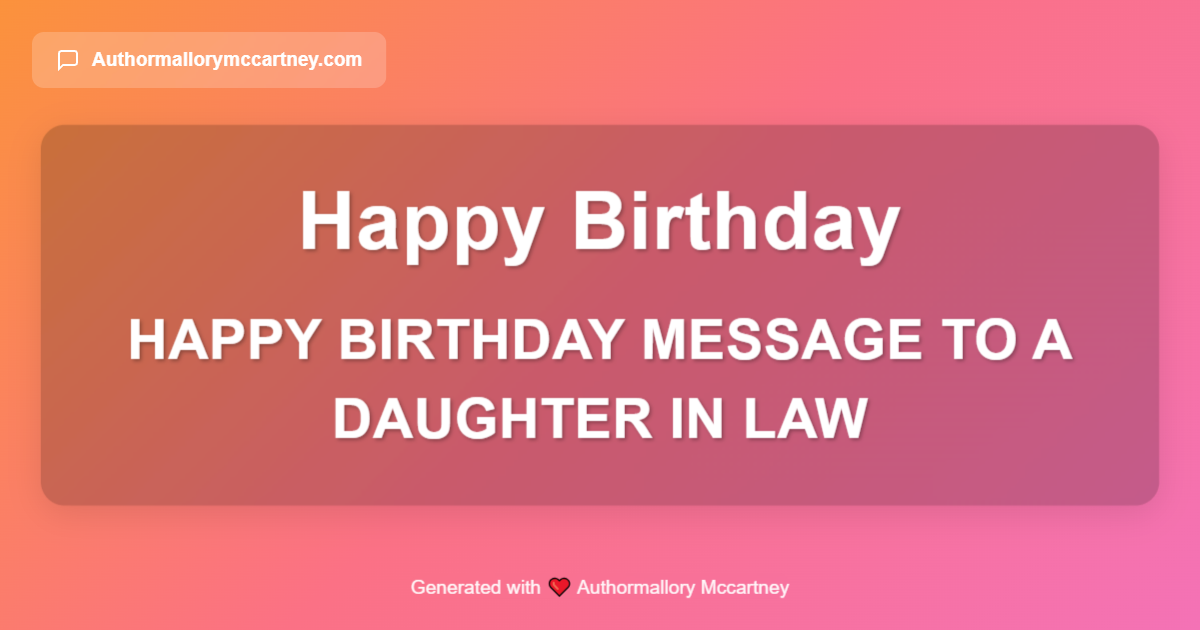 Authormallorymccartney.com
Happy Birthday
HAPPY BIRTHDAY MESSAGE TO A
DAUGHTER IN LAW
Generated with ❤ Authormallory Mccartney